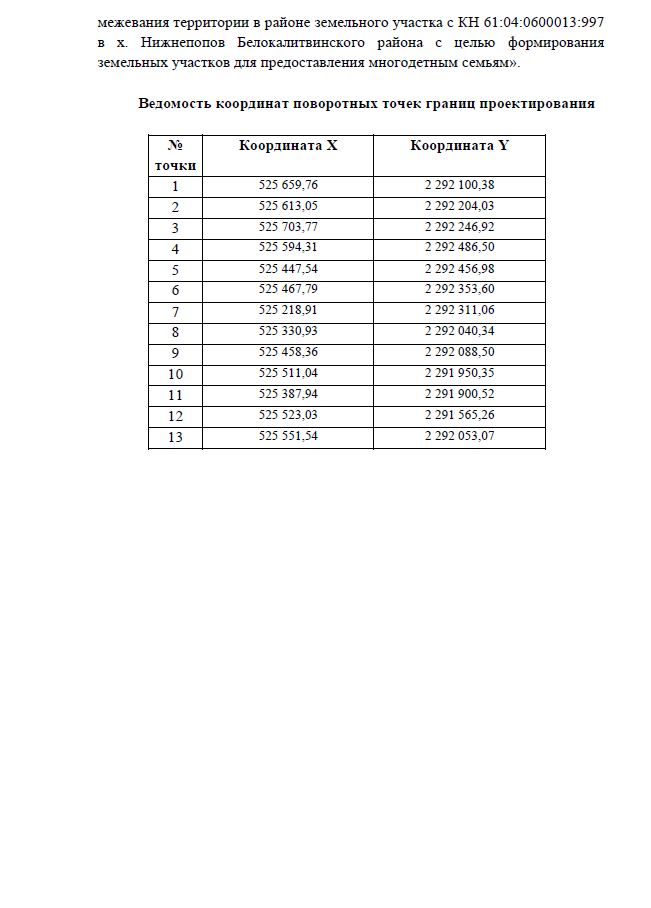 межевания территории в районе земельного участка с КН 61:04:0600013:997
в х. Нижнепопов Белокалитвинского района с целью формирования
земельных участков для предоставления многодетным семьям».
Ведомость координат поворотных точек границ проектирования
№ точки Координата X Координата Y
1 525 659,76 2 292 100,38
2 525 613,05 2 292 204,03
3 525 703,77 2 292 246,92
4 525 594,31 2 292 486,50
5 525 447,54 2 292 456,98
6 525 467,79 2 292 353,60
7 525 218,91 2 292 311,06
8 525 330,93 2 292 040,34
9 525 458,36 2 292 088,50
10 525 511,04 2 291 950,35
11 525 387,94 2 291 900,52
12 525 523,03 2 291 565,26
13 525 551,54 2 292 053,07